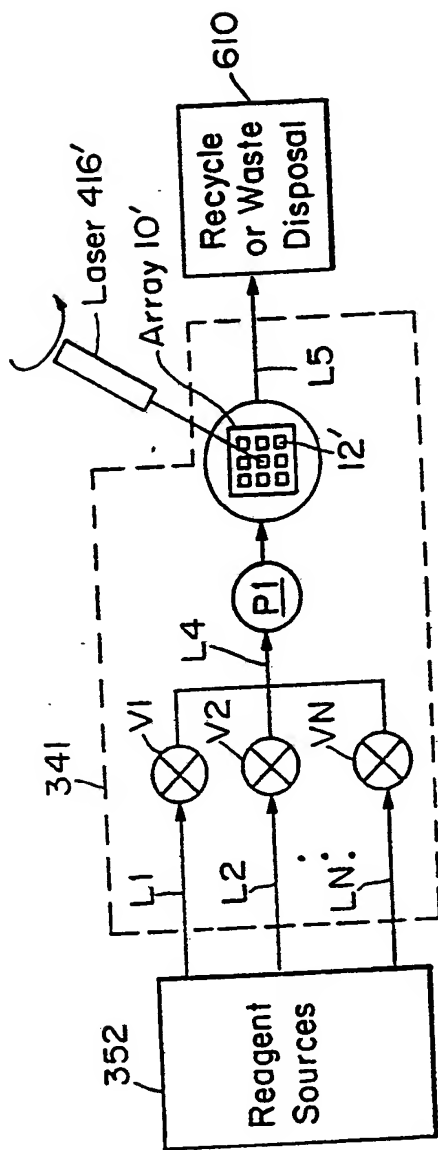 352
Reagent
Sources
L1
L2
LN
341
V1
V2
VN
L4
P1
Laser 416'
Array 10'
12'
L5
610
Recycle
or Waste
Disposal